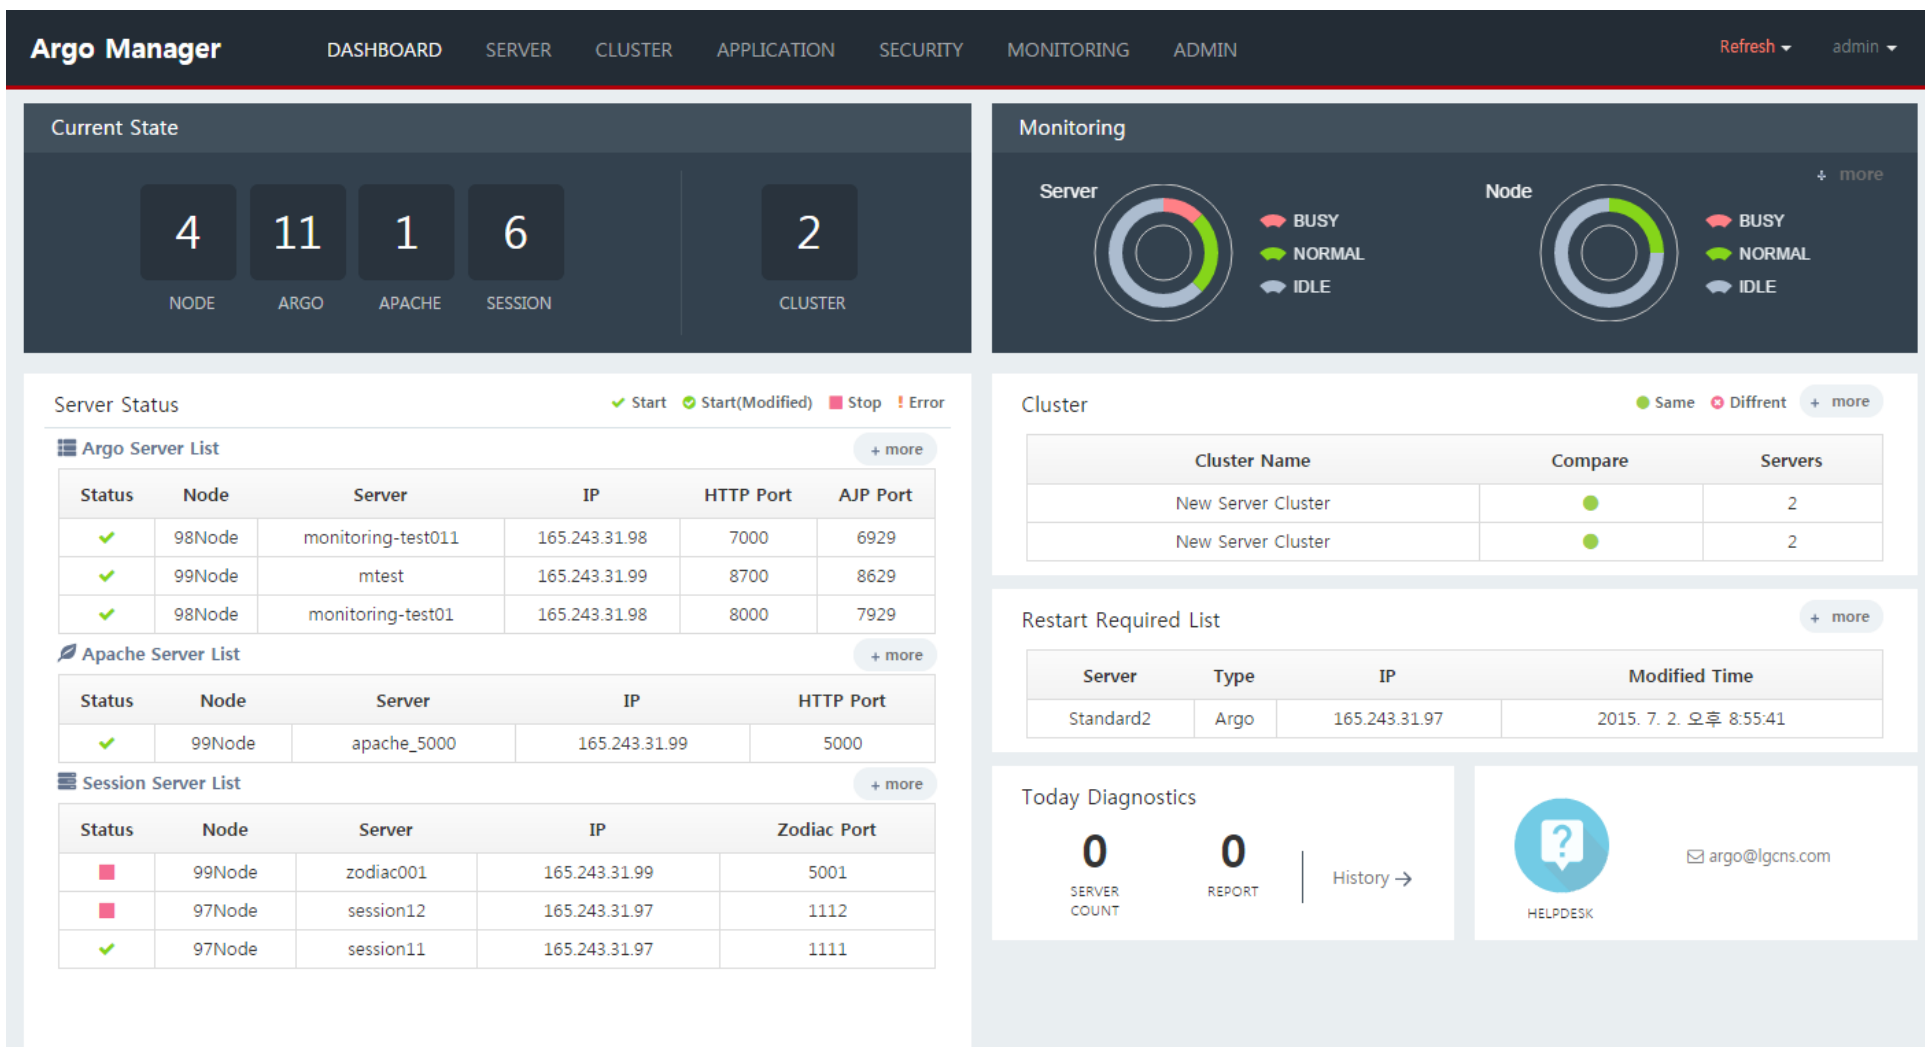 Argo Manager DASHBOARD SERVER CLUSTER APPLICATION SECURITY MONITORING ADMIN Refresh admin
Current State
4 11 1 6 2
NODE ARGO APACHE SESSION CLUSTER
Monitoring
+ more
Server
BUSY
NORMAL
IDLE
Node
BUSY
NORMAL
IDLE
Server Status Start Start(Modified) Stop ! Error
Argo Server List + more
Status Node Server IP HTTP Port AJP Port
98Node monitoring-test011 165.243.31.98 7000 6929
99Node mtest 165.243.31.99 8700 8629
98Node monitoring-test01 165.243.31.98 8000 7929
Apache Server List + more
Status Node Server IP HTTP Port
99Node apache_5000 165.243.31.99 5000
Session Server List + more
Status Node Server IP Zodiac Port
99Node zodiac001 165.243.31.99 5001
97Node session12 165.243.31.97 1112
97Node session11 165.243.31.97 1111
Cluster Same Diffrent + more
Cluster Name Compare Servers
New Server Cluster 2
New Server Cluster 2
Restart Required List + more
Server Type IP Modified Time
Standard2 Argo 165.243.31.97 2015. 7. 2. 오후 8:55:41
Today Diagnostics
0 0
SERVER
COUNT
REPORT
History →
?
HELPDESK
argo@lgcns.com